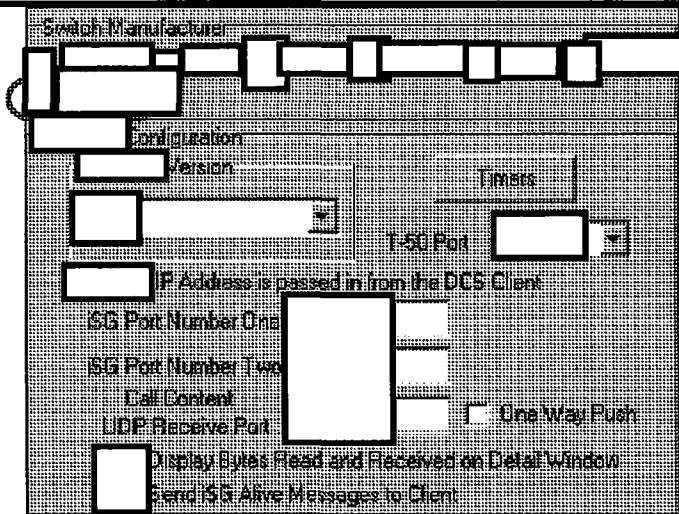 Switch Manufacturer
Configuration
Version
Timers
T-50 Port
IP Address is passed in from the DCS Client
iSG Port Number One
iSG Port Number Two
Call Content
UDP Receive Port
One Way Push
Display Bytes Read and Received on Detail Window
Send iSG Alive Messages to Client